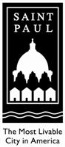 SAINT
PAUL
The Most Livable
City in America